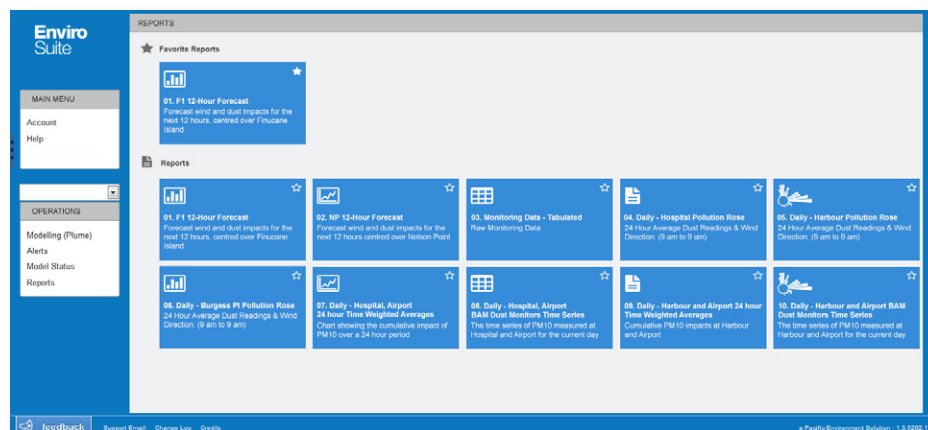 Enviro
Suite
REPORTS
Favorite Reports
01. F1 12-Hour Forecast
Forecast wind and dust impacts for the
next 12 hours, centred over Finucane
Island
MAIN MENU
Account
Help
Reports
01. F1 12-Hour Forecast
Forecast wind and dust impacts for the
next 12 hours, centred over Finucane
Island
02. NP 12-Hour Forecast
Forecast wind and dust impacts for the
next 12 hours centred over Nelson Point
03. Monitoring Data - Tabulated
Raw Monitoring Data
04. Daily - Hospital Pollution Rose
24 Hour Average Dust Readings & Wind
Direction. (9 am to 9 am)
05. Daily - Harbour Pollution Rose
24 Hour Average Dust Readings & Wind
Direction. (9 am to 9 am)
OPERATIONS
Modelling (Plume)
Alerts
Model Status
Reports
06. Daily - Burgess Pt Pollution Rose
24 Hour Average Dust Readings & Wind
Direction. (9 am to 9 am)
07. Daily - Hospital, Airport
24 hour Time Weighted Averages
Chart showing the cumulative impact of
PM10 over a 24 hour period
08. Daily - Hospital, Airport
BAM Dust Monitors Time Series
The time series of PM10 measured at
Hospital and Airport for the current day
09. Daily - Harbour and Airport 24 hour
Time Weighted Averages
Cumulative PM10 impacts at Harbour
and Airport
10. Daily - Harbour and Airport BAM
Dust Monitors Time Series
The time series of PM10 measured at
Harbour and Airport for the current day
feedback
Support Email Change Log Credits
a Pacific Environment Solution - 1.3.0262.1